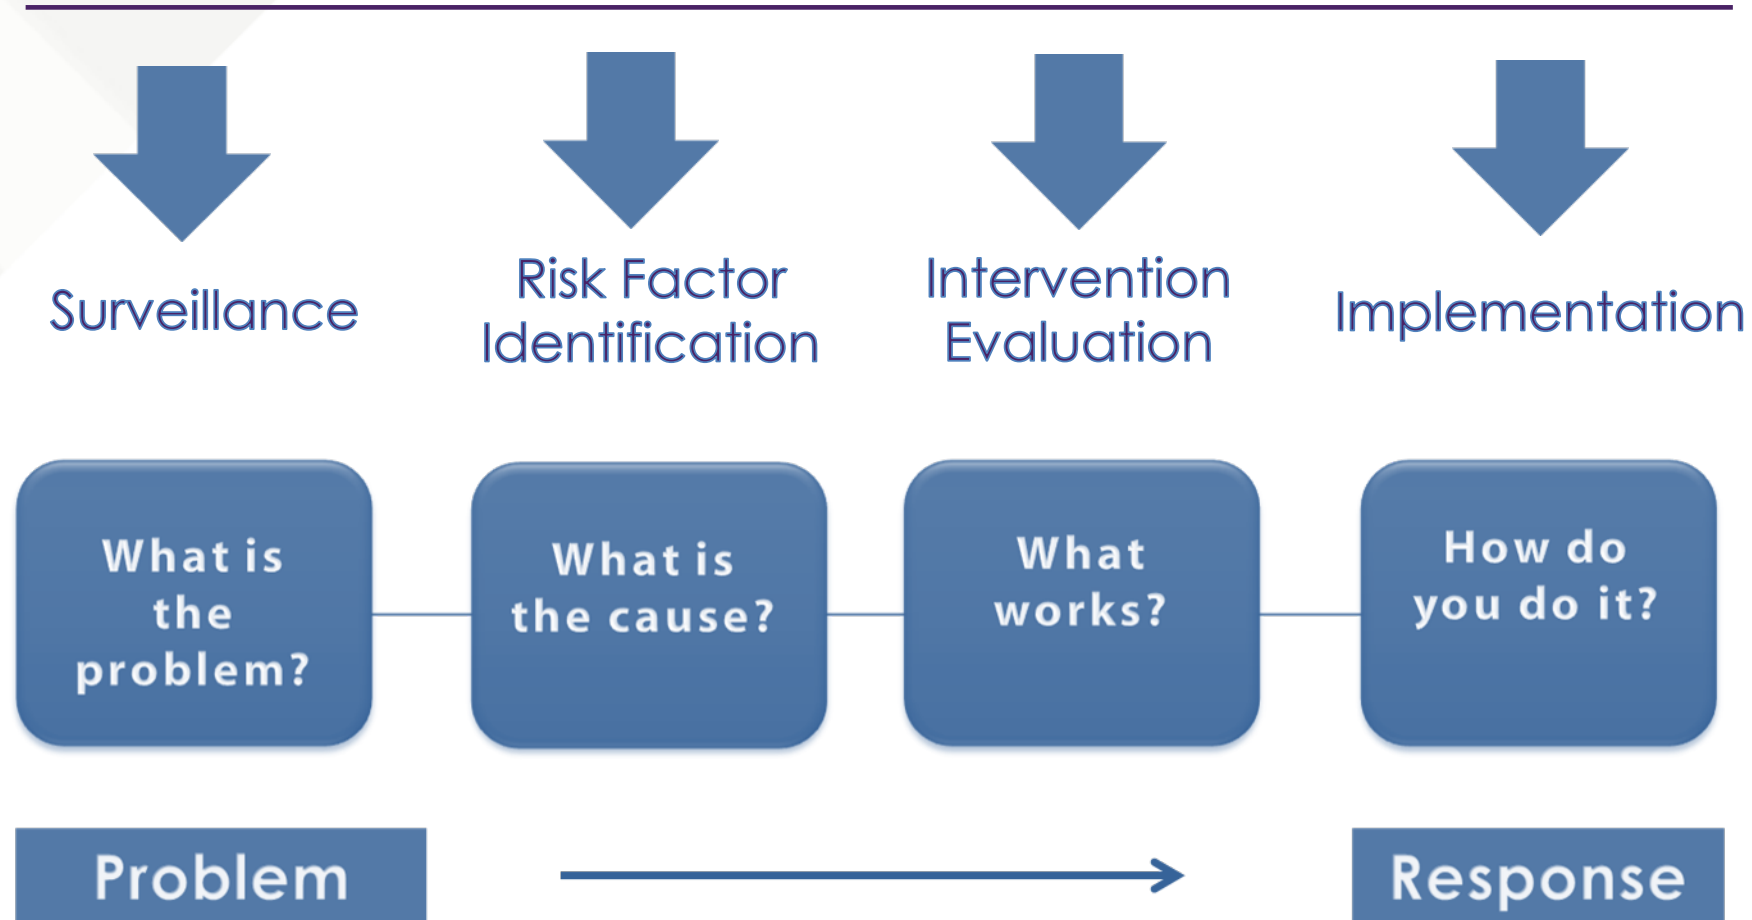 Surveillance
Risk Factor
Identification
Intervention
Evaluation
Implementation
What is
the
problem?
What is
the cause?
What
works?
How do
you do it?
Problem
Response